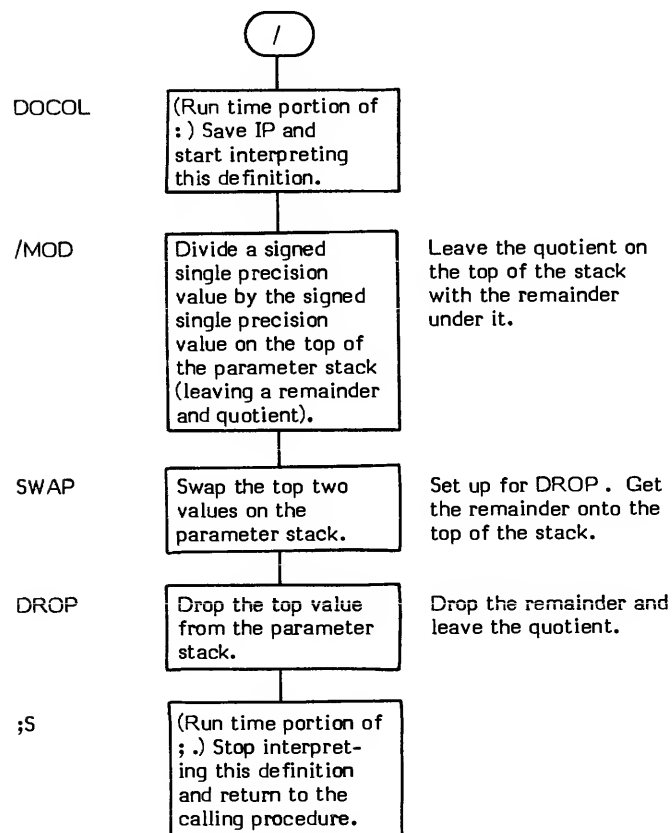 /
DOCOL
(Run time portion of
: ) Save IP and
start interpreting
this definition.
/MOD
Divide a signed
single precision
value by the signed
single precision
value on the top of
the parameter stack
(leaving a remainder
and quotient).
Leave the quotient on
the top of the stack
with the remainder
under it.
SWAP
Swap the top two
values on the
parameter stack.
Set up for DROP . Get
the remainder onto the
top of the stack.
DROP
Drop the top value
from the parameter
stack.
Drop the remainder and
leave the quotient.
;S
(Run time portion of
; .) Stop interpret-
ing this definition
and return to the
calling procedure.